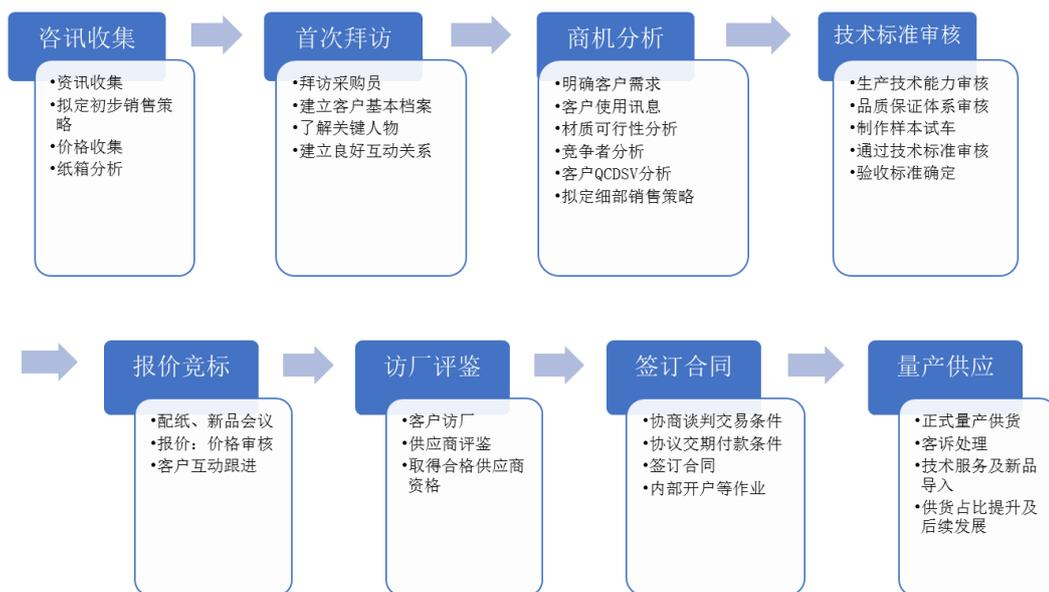 咨讯收集
•资讯收集
•拟定初步销售策
略
•价格收集
•纸箱分析
首次拜访
•拜访采购员
•建立客户基本档案
•了解关键人物
•建立良好互动关系
商机分析
•明确客户需求
•客户使用讯息
•材质可行性分析
•竞争者分析
•客户QCDSV分析
•拟定细部销售策略
技术标准审核
•生产技术能力审核
•品质保证体系审核
•制作样本试车
•通过技术标准审核
•验收标准确定
报价竞标
•配纸、新品会议
•报价：价格审核
•客户互动跟进
访厂评鉴
•客户访厂
•供应商评鉴
•取得合格供应商
资格
签订合同
•协商谈判交易条件
•协议交期付款条件
•签订合同
•内部开户等作业
量产供应
•正式量产供货
•客诉处理
•技术服务及新品
导入
•供货占比提升及
后续发展